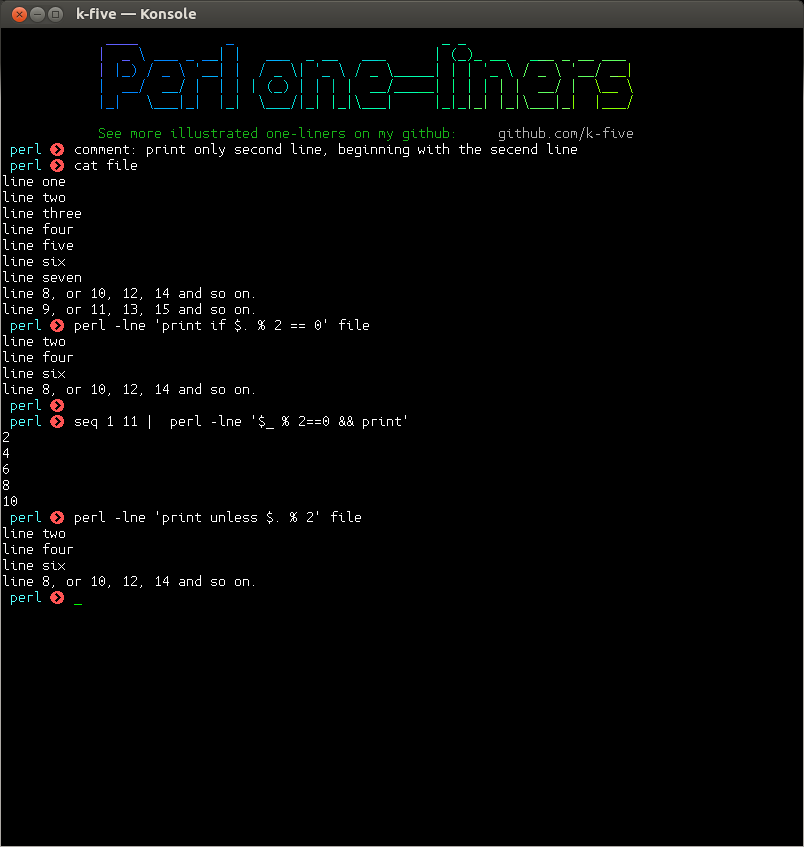 k-five — Konsole
Perl one-liners
See more illustrated one-liners on my github: github.com/k-five
perl comment: print only second line, beginning with the secend line
perl cat file
line one
line two
line three
line four
line five
line six
line seven
line 8, or 10, 12, 14 and so on.
line 9, or 11, 13, 15 and so on.
perl perl -lne 'print if $. % 2 == 0' file
line two
line four
line six
line 8, or 10, 12, 14 and so on.
perl
perl seq 1 11 |  perl -lne '$_ % 2==0 && print'
2
4
6
8
10
perl perl -lne 'print unless $. % 2' file
line two
line four
line six
line 8, or 10, 12, 14 and so on.
perl _